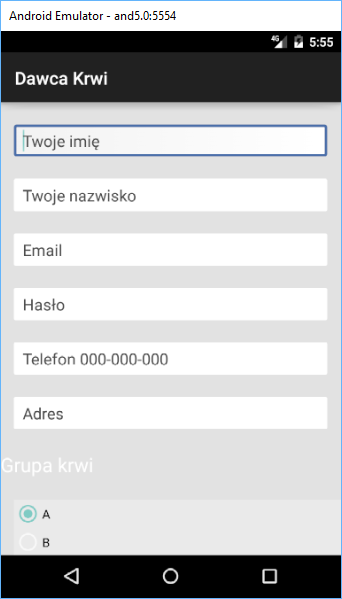 Android Emulator - and5.0:5554
4G 5:55
Dawca Krwi
Twoje imię
Twoje nazwisko
Email
Hasło
Telefon 000-000-000
Adres
Grupa krwi
A
B